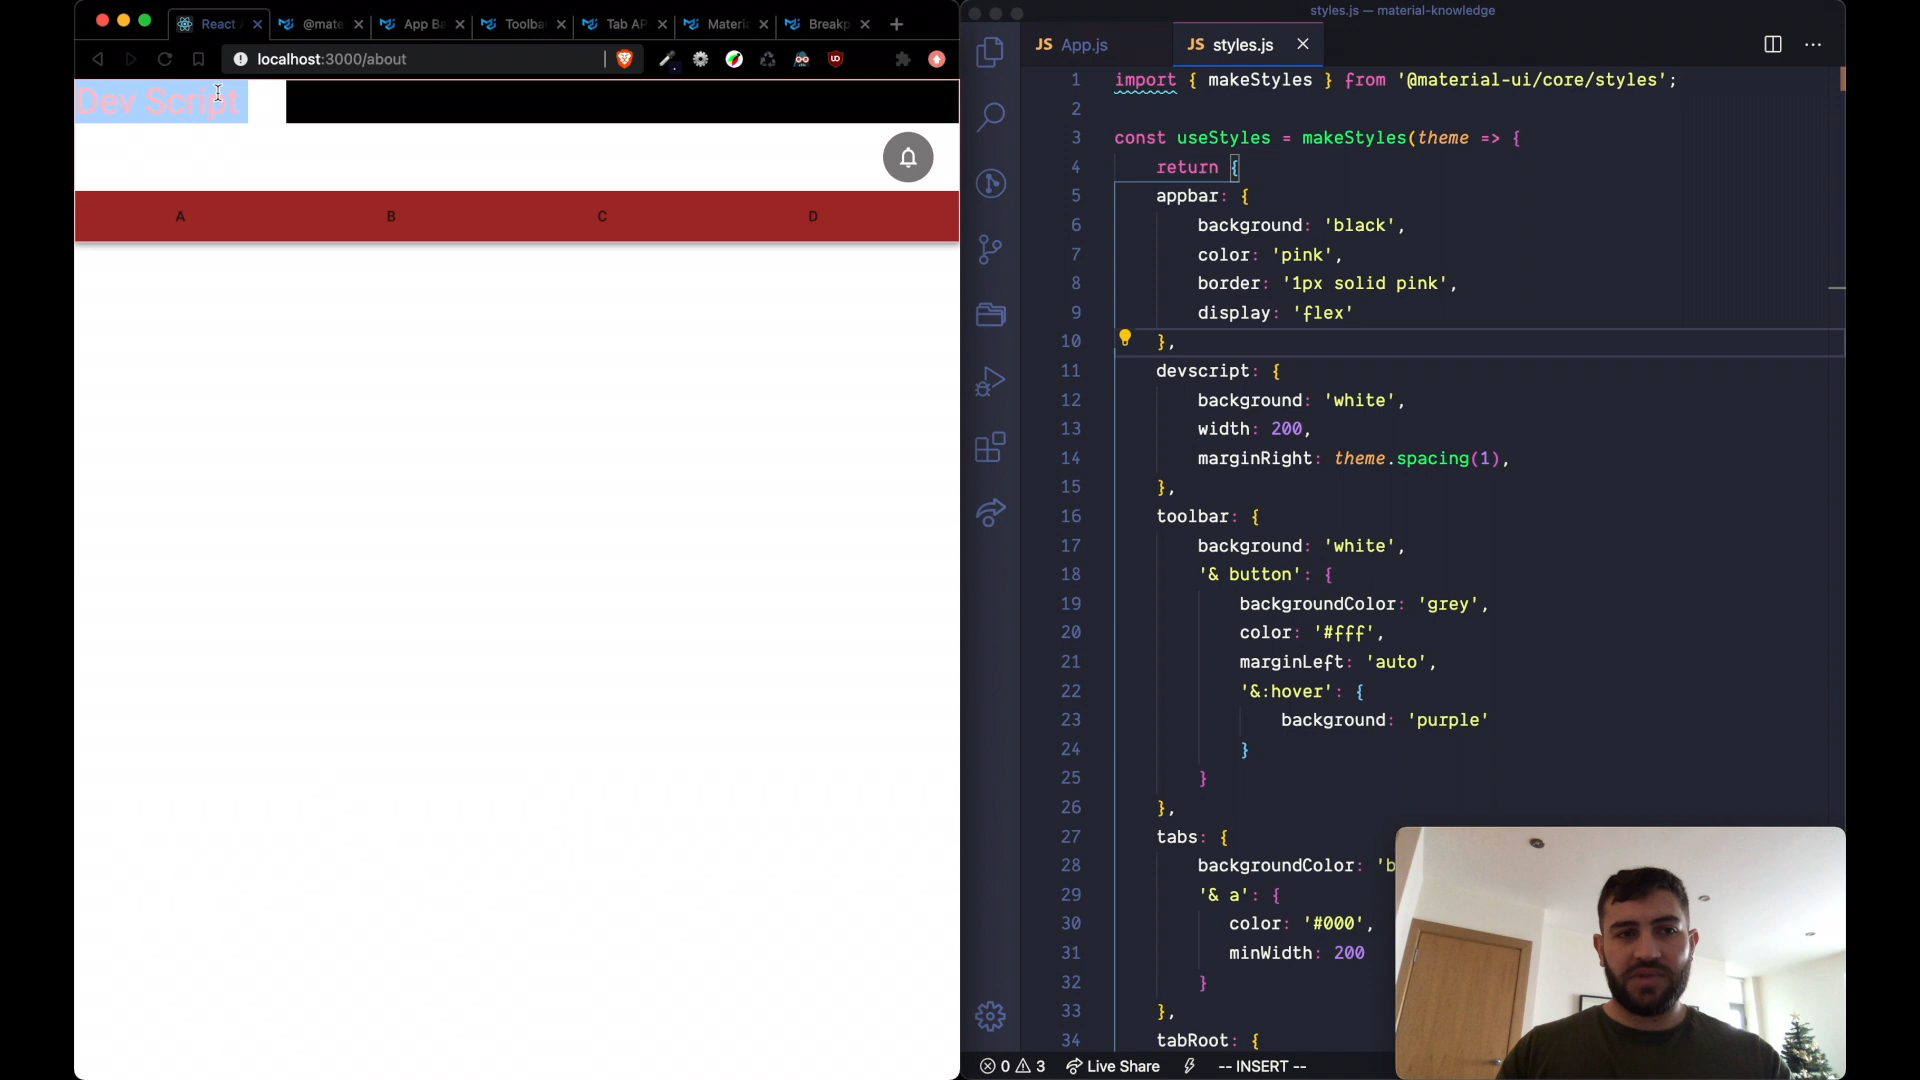 React
@mate
App Ba
Toolba
Tab AP
Materia
Breakp
localhost:3000/about
Dev Script
A B C D
styles.js — material-knowledge
JS App.js
JS styles.js
1 import { makeStyles } from '@material-ui/core/styles';
2
3 const useStyles = makeStyles(theme => {
4 return {
5 appbar: {
6 background: 'black',
7 color: 'pink',
8 border: '1px solid pink',
9 display: 'flex'
10 },
11 devscript: {
12 background: 'white',
13 width: 200,
14 marginRight: theme.spacing(1),
15 },
16 toolbar: {
17 background: 'white',
18 '& button': {
19 backgroundColor: 'grey',
20 color: '#fff',
21 marginLeft: 'auto',
22 '&:hover': {
23 background: 'purple'
24 }
25 }
26 },
27 tabs: {
28 backgroundColor: 'b
29 '& a': {
30 color: '#000',
31 minWidth: 200
32 }
33 },
34 tabRoot: {
0 3 Live Share -- INSERT --